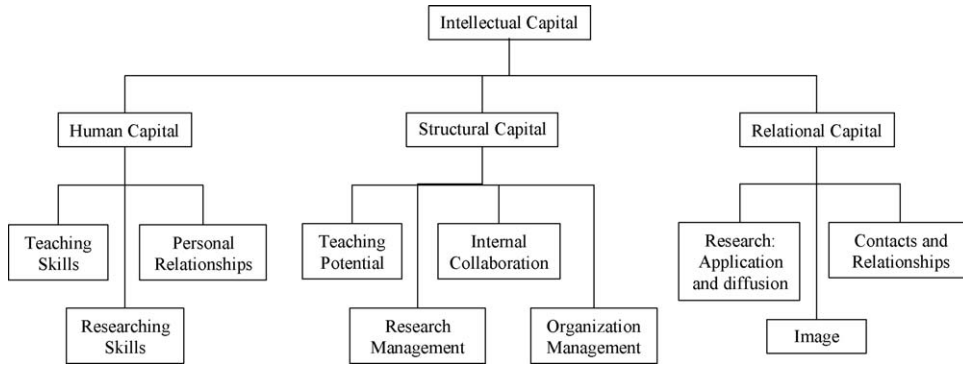 Intellectual Capital
Human Capital
Structural Capital
Relational Capital
Teaching
Skills
Personal
Relationships
Teaching
Potential
Internal
Collaboration
Research:
Application
and diffusion
Contacts and
Relationships
Researching
Skills
Research
Management
Organization
Management
Image